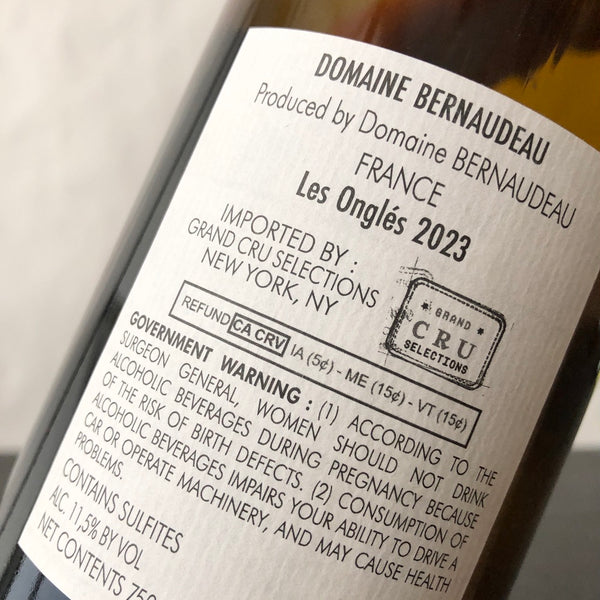 DOMAINE BERNAUDEAU
Produced by Domaine BERNAUDEAU
FRANCE
Les Onglés 2023
IMPORTED BY :
GRAND CRU SELECTIONS
NEW YORK, NY
GRAND
CRU
SELECTIONS
REFUND CA CRV IA (5¢) - ME (15¢) - VT (15¢)
GOVERNMENT WARNING : (1) ACCORDING TO THE
SURGEON GENERAL, WOMEN SHOULD NOT DRINK
ALCOHOLIC BEVERAGES DURING PREGNANCY BECAUSE
OF THE RISK OF BIRTH DEFECTS. (2) CONSUMPTION OF
ALCOHOLIC BEVERAGES IMPAIRS YOUR ABILITY TO DRIVE A
CAR OR OPERATE MACHINERY, AND MAY CAUSE HEALTH
PROBLEMS.
CONTAINS SULFITES
ALC. 11,5% BY VOL
NET CONTENTS 750